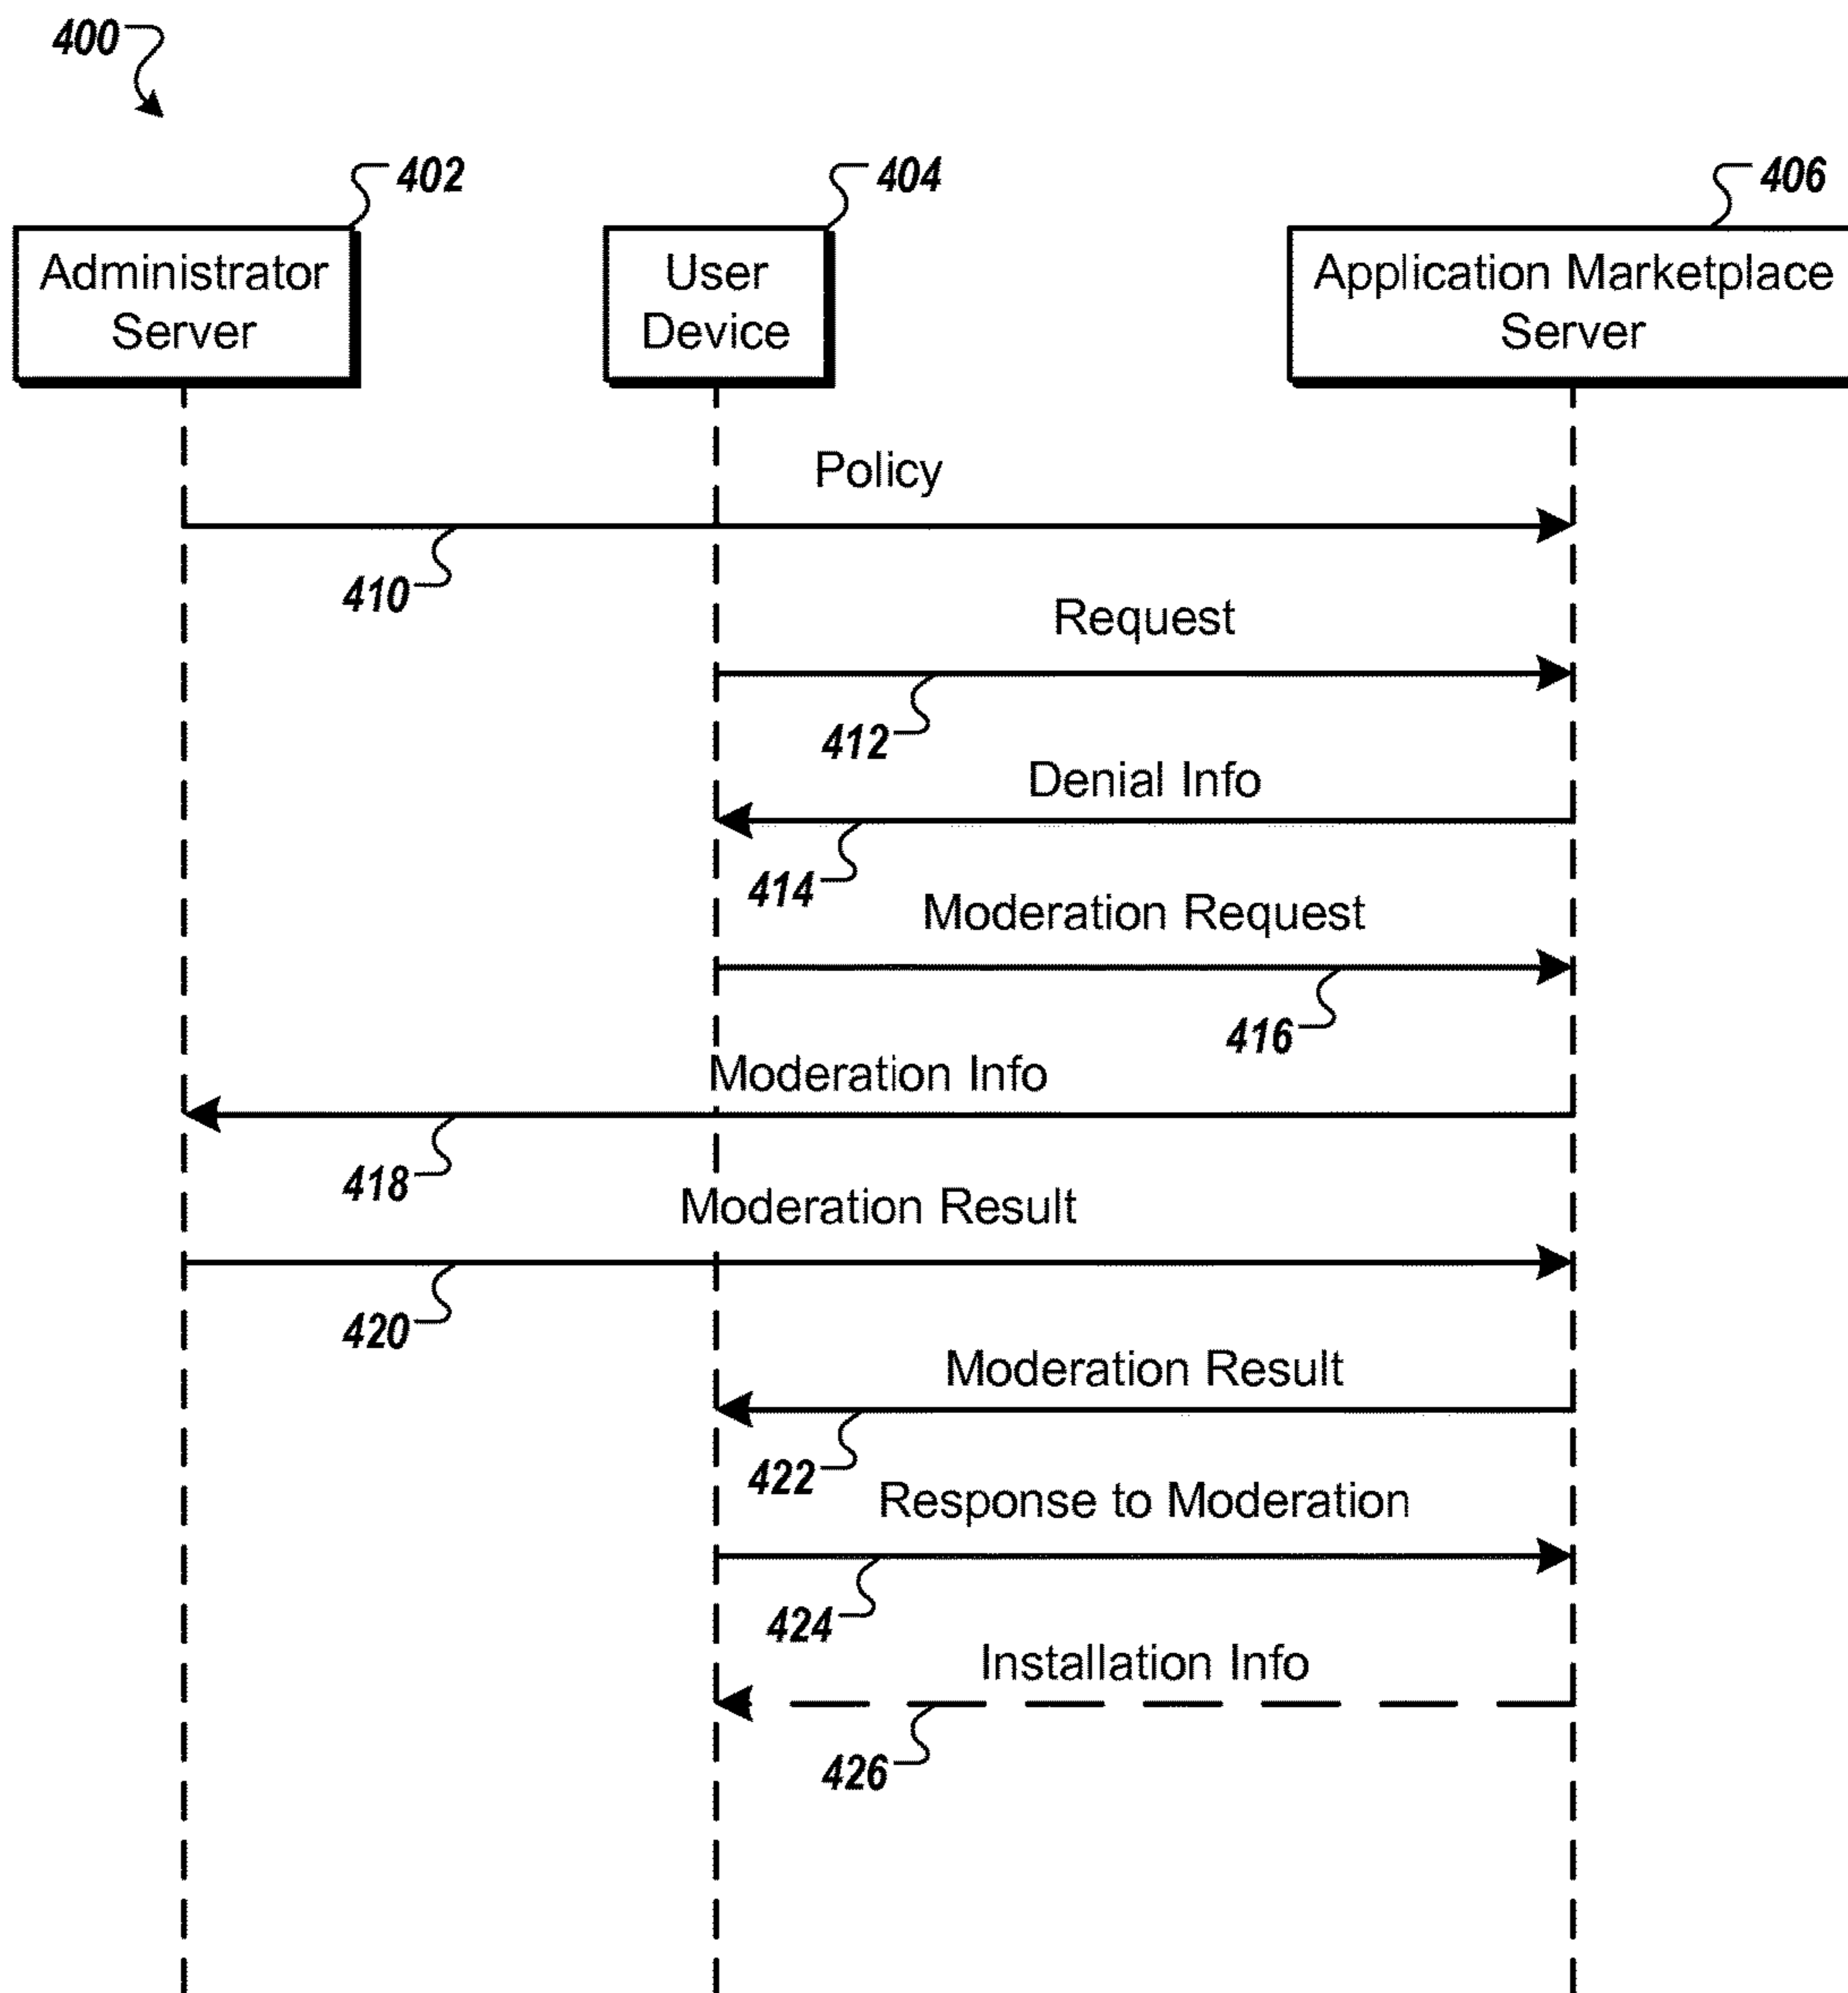 400
402
404
406
Administrator
Server
User
Device
Application Marketplace
Server
Policy
410
Request
412
Denial Info
414
Moderation Request
416
Moderation Info
418
Moderation Result
420
Moderation Result
422
Response to Moderation
424
Installation Info
426